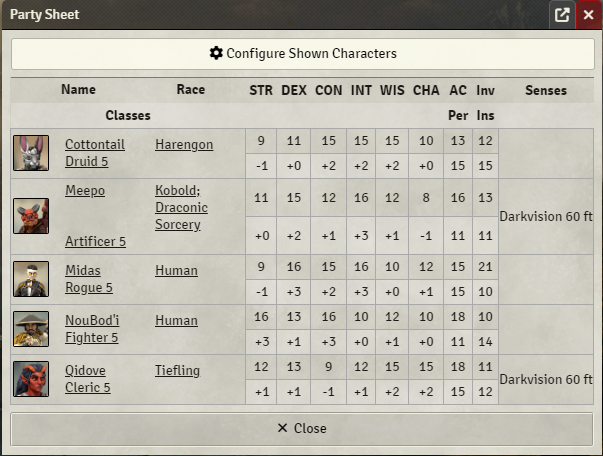 Party Sheet
Configure Shown Characters
Name Race STR DEX CON INT WIS CHA AC Inv Senses
Classes Per Ins
Cottontail Harengon 9 11 15 15 15 10 13 12
Druid 5 -1 +0 +2 +2 +2 +0 15 15
Meepo Kobold; 11 15 12 16 12 8 16 13 Darkvision 60 ft
Draconic
Sorcery
Artificer 5 +0 +2 +1 +3 +1 -1 11 11
Midas Human 9 16 15 16 10 12 15 21
Rogue 5 -1 +3 +2 +3 +0 +1 15 10
NouBod'i Human 16 13 16 10 12 10 18 10
Fighter 5 +3 +1 +3 +0 +1 +0 11 14
Qidove Tiefling 12 13 9 12 15 15 18 11 Darkvision 60 ft
Cleric 5 +1 +1 -1 +1 +2 +2 15 12
Close